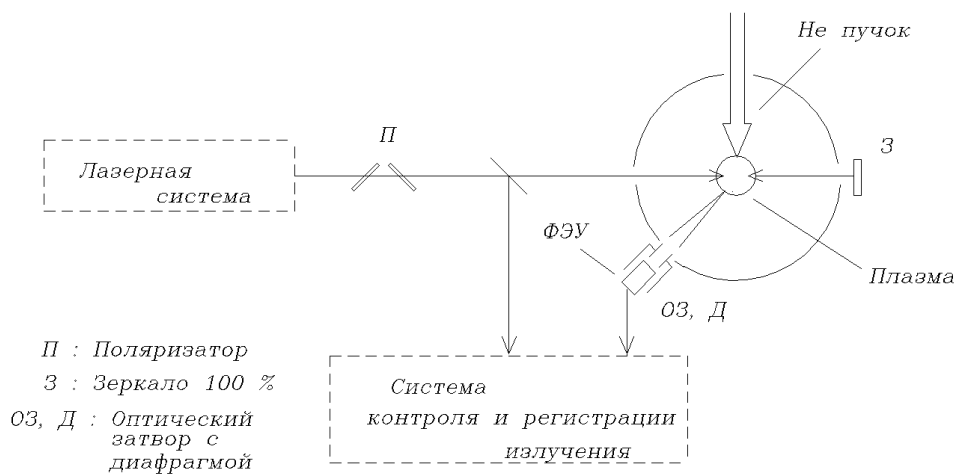 Не пучок
П
З
Лазерная
система
ФЭУ
Плазма
ОЗ, Д
П : Поляризатор
З : Зеркало 100 %
ОЗ, Д : Оптический
затвор с
диафрагмой
Система
контроля и регистрации
излучения